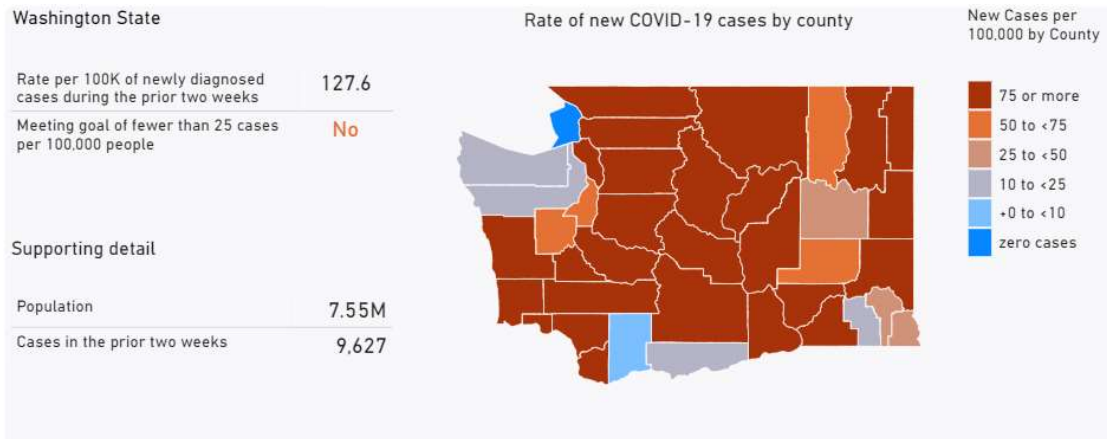 Washington State
Rate per 100K of newly diagnosed
cases during the prior two weeks
127.6
Meeting goal of fewer than 25 cases
per 100,000 people
No
Supporting detail
Population
7.55M
Cases in the prior two weeks
9,627
Rate of new COVID-19 cases by county
New Cases per
100,000 by County
75 or more
50 to <75
25 to <50
10 to <25
+0 to <10
zero cases